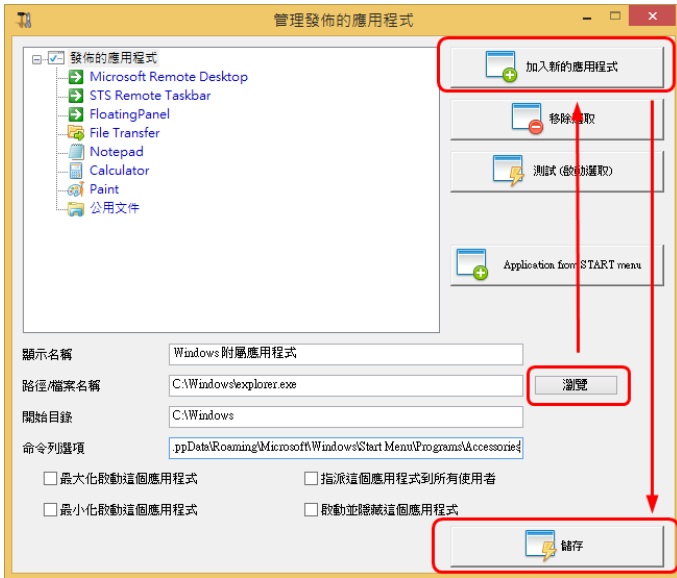 管理發佈的應用程式
發佈的應用程式
Microsoft Remote Desktop
STS Remote Taskbar
FloatingPanel
File Transfer
Notepad
Calculator
Paint
公用文件
加入新的應用程式
移除選取
測試 (啟動選取)
Application from START menu
顯示名稱
Windows 附屬應用程式
路徑/檔案名稱
C:\Windows\explorer.exe
瀏覽
開始目錄
C:\Windows
命令列選項
.ppData\Roaming\Microsoft\Windows\Start Menu\Programs\Accessories
最大化啟動這個應用程式
指派這個應用程式到所有使用者
最小化啟動這個應用程式
啟動並隱藏這個應用程式
儲存